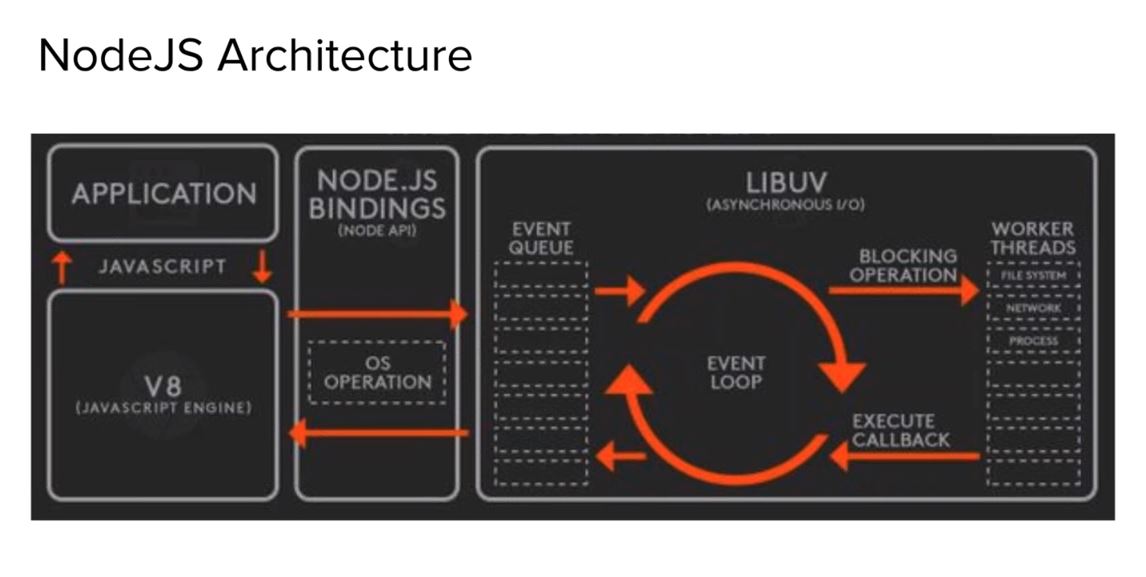 NodeJS Architecture
APPLICATION
JAVASCRIPT
V8
(JAVASCRIPT ENGINE)
NODE.JS
BINDINGS
(NODE API)
OS
OPERATION
LIBUV
(ASYNCHRONOUS I/O)
EVENT
QUEUE
EVENT
LOOP
BLOCKING
OPERATION
EXECUTE
CALLBACK
WORKER
THREADS
FILE SYSTEM
NETWORK
PROCESS